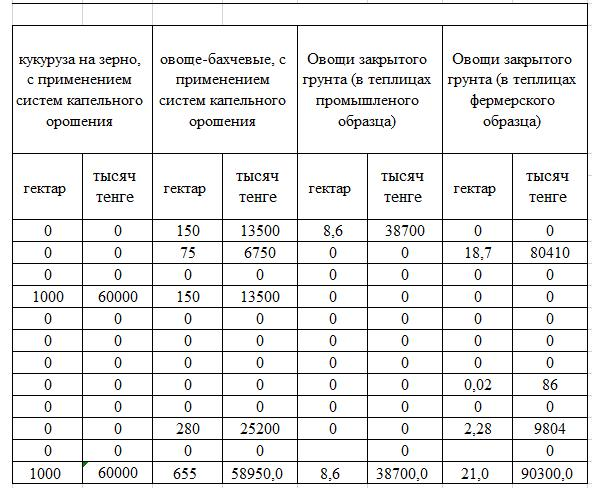 кукуруза на зерно, с применением систем капельного орошения
овоще-бахчевые, с применением систем капельного орошения
Овощи закрытого грунта (в теплицах промышленого образца)
Овощи закрытого грунта (в теплицах фермерского образца)
гектар тысяч тенге гектар тысяч тенге гектар тысяч тенге гектар тысяч тенге
0 0 150 13500 8,6 38700 0 0
0 0 75 6750 0 0 18,7 80410
0 0 0 0 0 0 0 0
1000 60000 150 13500 0 0 0 0
0 0 0 0 0 0 0 0
0 0 0 0 0 0 0 0
0 0 0 0 0 0 0 0
0 0 0 0 0 0 0,02 86
0 0 0 0 0 0 0 0
0 0 280 25200 0 0 2,28 9804
0 0 0 0 0 0 0
1000 60000 655 58950,0 8,6 38700,0 21,0 90300,0